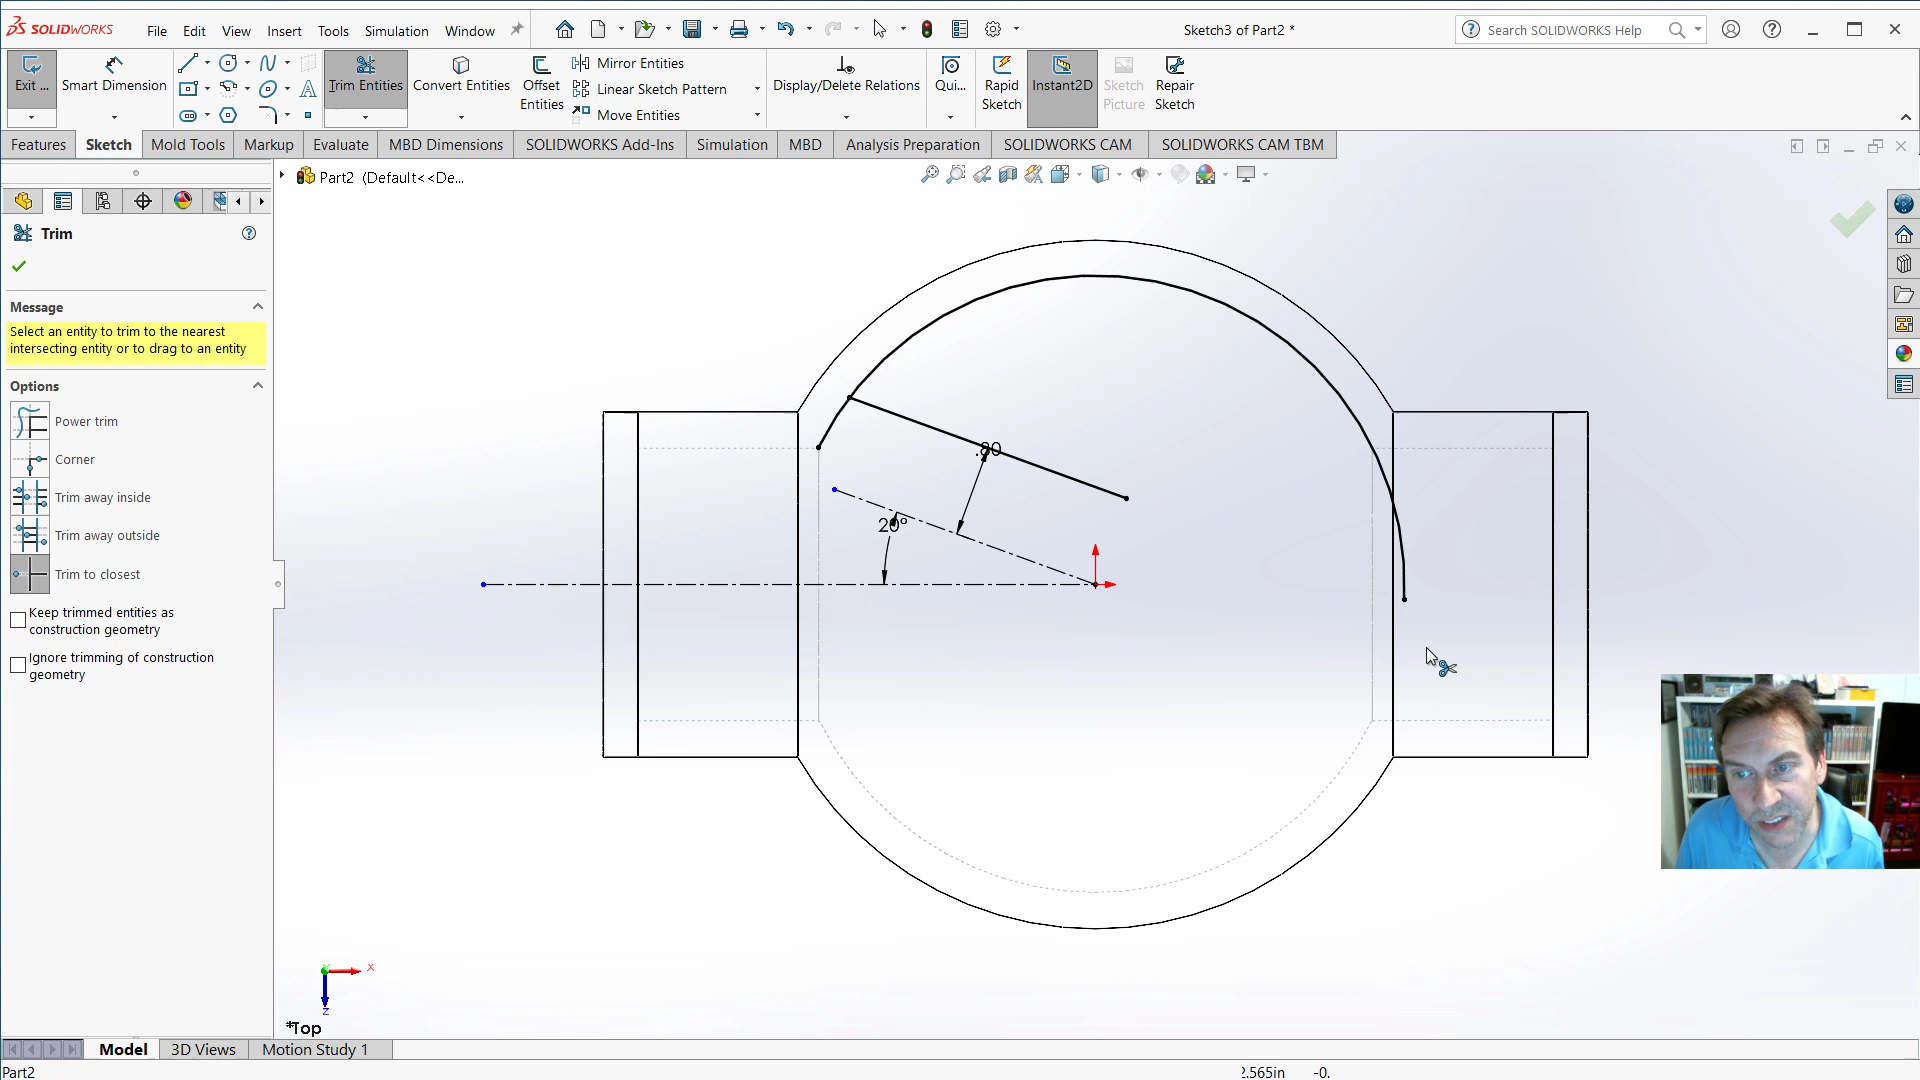 SOLIDWORKS
File Edit View Insert Tools Simulation Window
Sketch3 of Part2 *
Search SOLIDWORKS Help
Exit ...
Smart Dimension
Trim Entities
Convert Entities
Offset Entities
Mirror Entities
Linear Sketch Pattern
Move Entities
Display/Delete Relations
Qui...
Rapid Sketch
Instant2D
Sketch Picture
Repair Sketch
Features Sketch Mold Tools Markup Evaluate MBD Dimensions SOLIDWORKS Add-Ins Simulation MBD Analysis Preparation SOLIDWORKS CAM SOLIDWORKS CAM TBM
Part2 (Default<<De...
Trim
Message
Select an entity to trim to the nearest
intersecting entity or to drag to an entity
Options
Power trim
Corner
Trim away inside
Trim away outside
Trim to closest
Keep trimmed entities as
construction geometry
Ignore trimming of construction
geometry
.80
20°
X
Z
*Top
Model 3D Views Motion Study 1
Part2
2.565in -0.